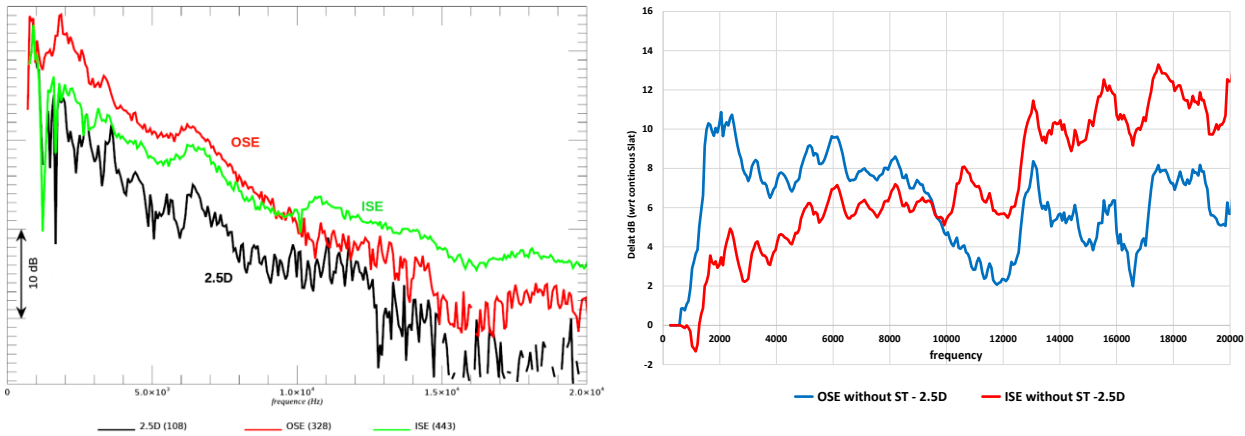 OSE
ISE
2.5D
10 dB
0
5.0×10³
1.0×10⁴
1.5×10⁴
2.0×10⁴
frequence (Hz)
2.5D (108)
OSE (328)
ISE (443)
16
14
12
10
8
6
4
2
0
-2
Delat dB (wrt continous Slat)
2000
4000
6000
8000
10000
12000
14000
16000
18000
20000
frequency
OSE without ST - 2.5D
ISE without ST -2.5D